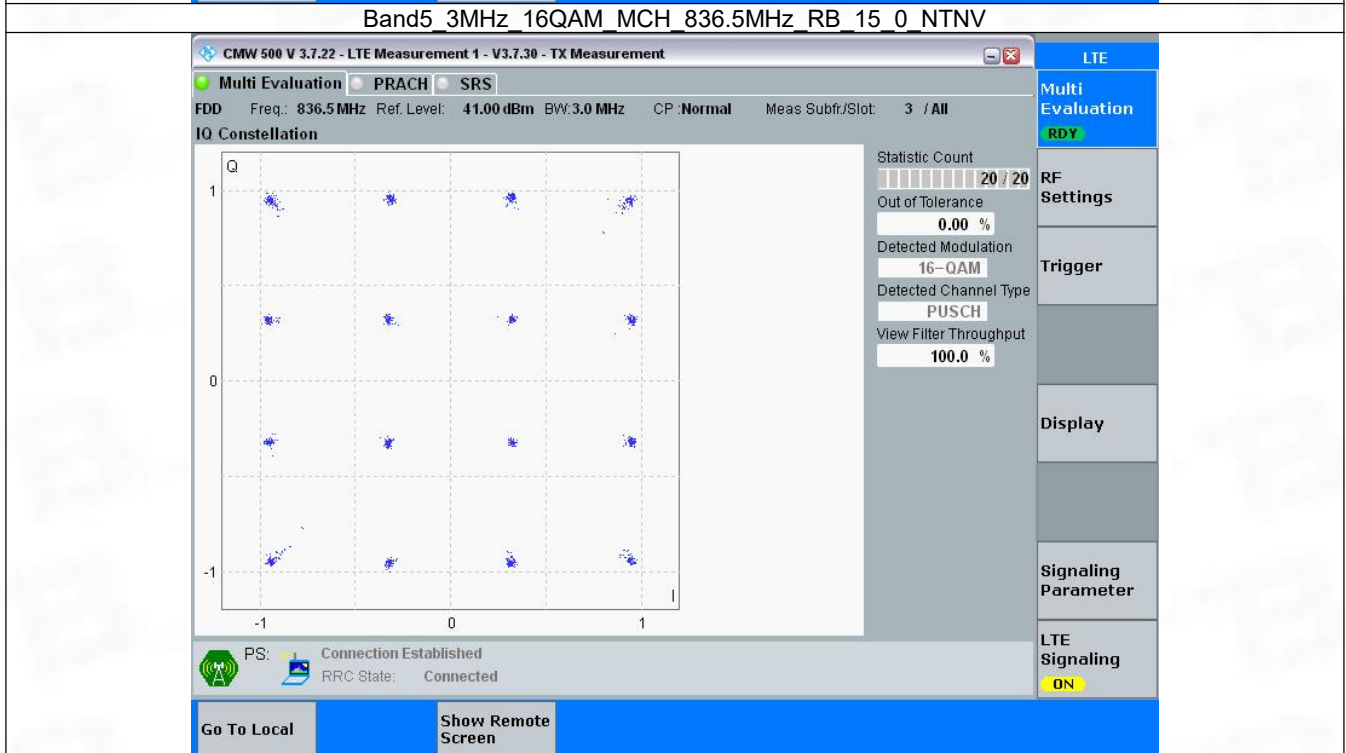 Band5_3MHz_16QAM_MCH_836.5MHz_RB_15_0_NTNV
CMW 500 V 3.7.22 - LTE Measurement 1 - V3.7.30 - TX Measurement
LTE
Multi Evaluation PRACH SRS
Multi
Evaluation
RDY
FDD Freq.: 836.5 MHz Ref. Level: 41.00 dBm BW:3.0 MHz CP :Normal Meas Subfr./Slot: 3 / All
IQ Constellation
Q
1
0
-1
I
-1 0 1
Statistic Count
20 / 20
Out of Tolerance
0.00 %
Detected Modulation
16-QAM
Detected Channel Type
PUSCH
View Filter Throughput
100.0 %
RF
Settings
Trigger
Display
Signaling
Parameter
LTE
Signaling
ON
PS: Connection Established
RRC State: Connected
Go To Local
Show Remote
Screen